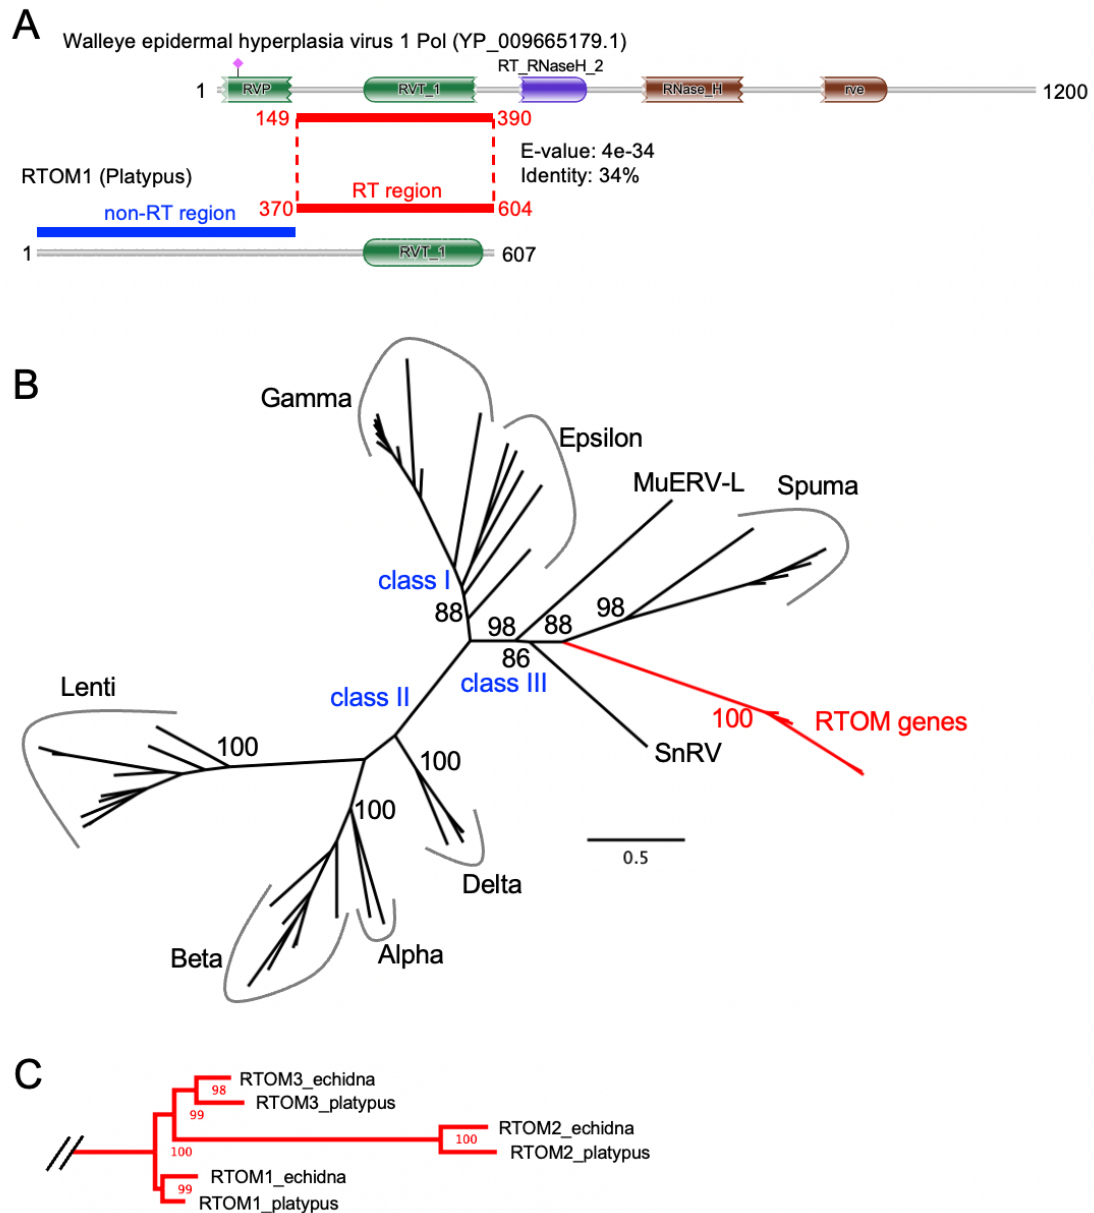 A
Walleye epidermal hyperplasia virus 1 Pol (YP_009665179.1)
RT_RNaseH_2
1 RVP RVT_1 RNase_H rve 1200
149 390
E-value: 4e-34
Identity: 34%
RTOM1 (Platypus)
RT region
non-RT region 370 604
1 RVT_1 607
B
Gamma
Epsilon
MuERV-L
Spuma
class I
88
98
98 88
86
class III
class II
Lenti
100
100
RTOM genes
SnRV
100
100
0.5
Delta
Beta
Alpha
C
RTOM3_echidna
98
RTOM3_platypus
99
RTOM2_echidna
100
RTOM2_platypus
100
RTOM1_echidna
99
RTOM1_platypus